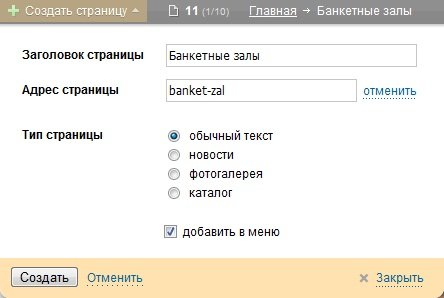 Создать страницу 11 (1/10) Главная → Банкетные залы
Заголовок страницы Банкетные залы
Адрес страницы banket-zal отменить
Тип страницы обычный текст
новости
фотогалерея
каталог
добавить в меню
Создать Отменить Закрыть